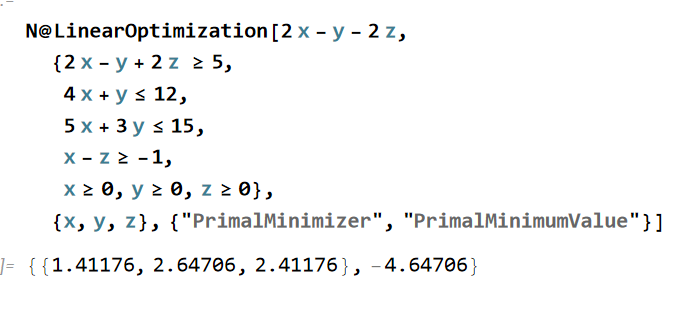 N@LinearOptimization[2 x - y - 2 z,
{2 x - y + 2 z ≥ 5,
4 x + y ≤ 12,
5 x + 3 y ≤ 15,
x - z ≥ -1,
x ≥ 0, y ≥ 0, z ≥ 0},
{x, y, z}, {"PrimalMinimizer", "PrimalMinimumValue"}]
]= {{1.41176, 2.64706, 2.41176}, -4.64706}